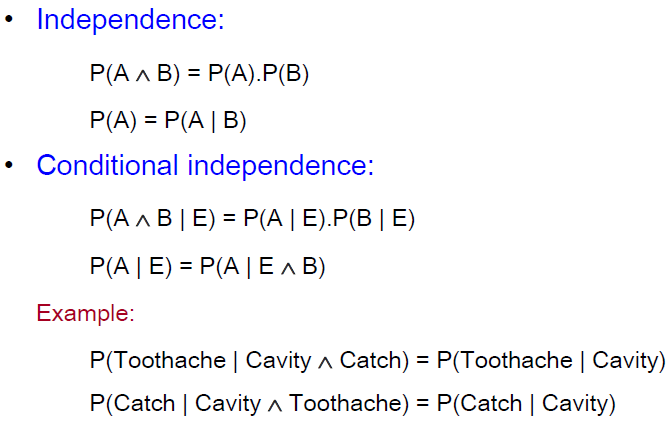 • Independence:
P(A ∧ B) = P(A).P(B)
P(A) = P(A | B)
• Conditional independence:
P(A ∧ B | E) = P(A | E).P(B | E)
P(A | E) = P(A | E ∧ B)
Example:
P(Toothache | Cavity ∧ Catch) = P(Toothache | Cavity)
P(Catch | Cavity ∧ Toothache) = P(Catch | Cavity)